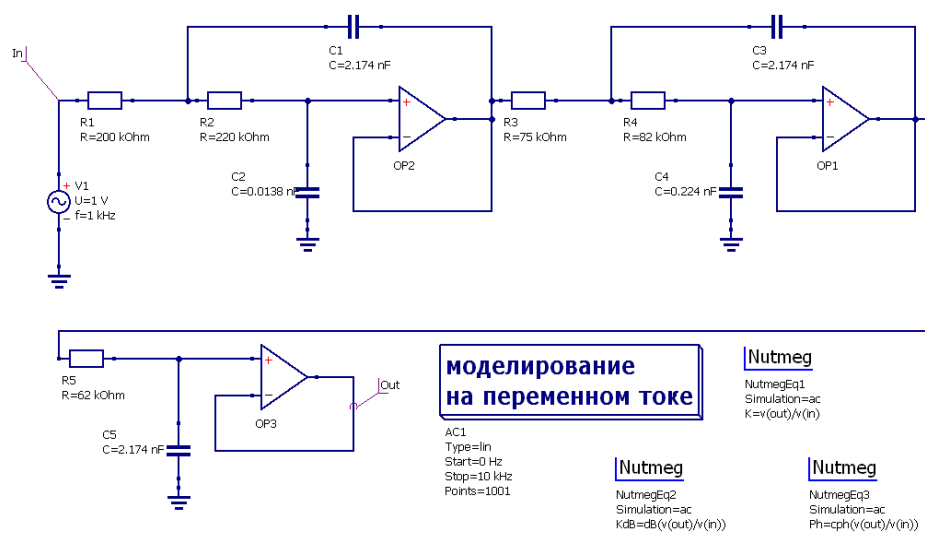 In
C1
C=2.174 nF
C3
C=2.174 nF
R1
R=200 kOhm
R2
R=220 kOhm
+
−
OP2
R3
R=75 kOhm
R4
R=82 kOhm
+
−
OP1
C2
C=0.0138 nF
C4
C=0.224 nF
+
−
V1
U=1 V
f=1 kHz
R5
R=62 kOhm
+
−
OP3
Out
C5
C=2.174 nF
моделирование
на переменном токе
AC1
Type=lin
Start=0 Hz
Stop=10 kHz
Points=1001
Nutmeg
NutmegEq1
Simulation=ac
K=v(out)/v(in)
Nutmeg
NutmegEq2
Simulation=ac
KdB=dB(v(out)/v(in))
Nutmeg
NutmegEq3
Simulation=ac
Ph=cph(v(out)/v(in))